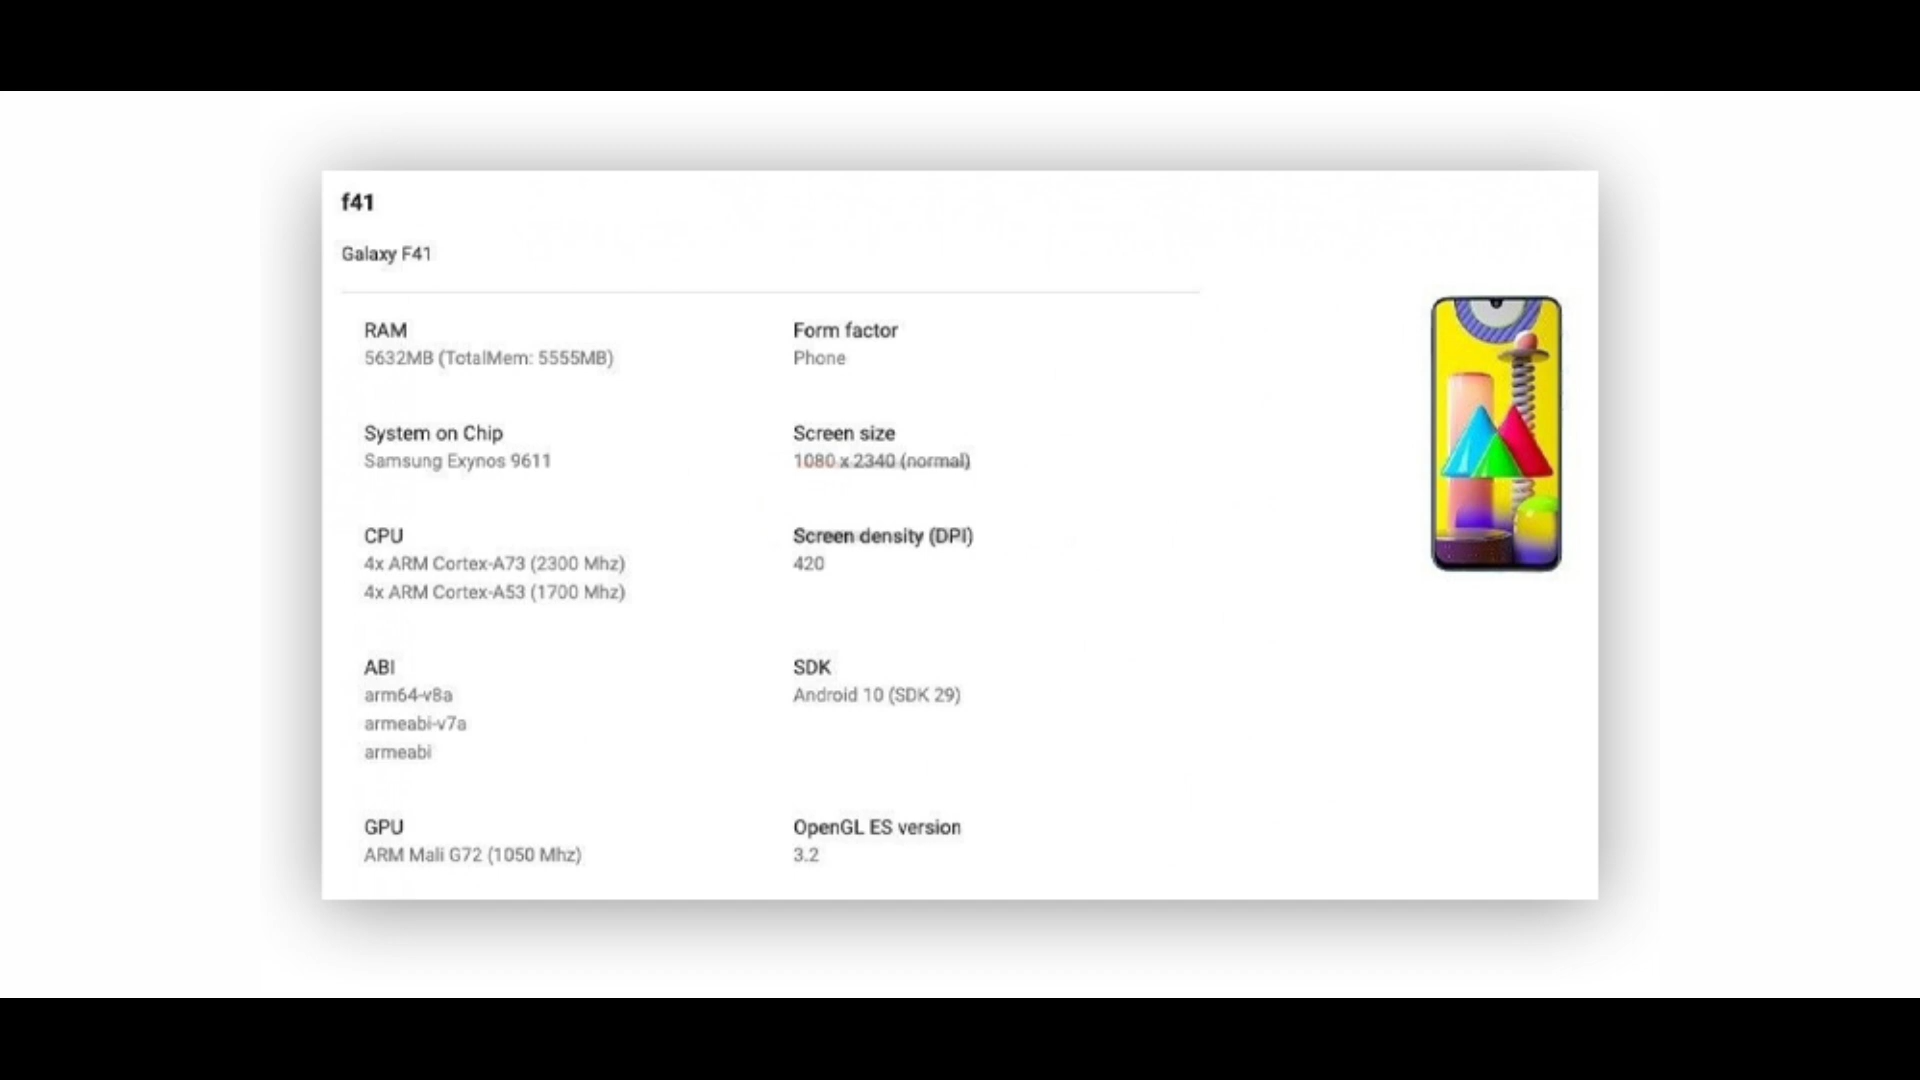 f41
Galaxy F41
RAM
5632MB (TotalMem: 5555MB)
Form factor
Phone
System on Chip
Samsung Exynos 9611
Screen size
1080 x 2340 (normal)
CPU
4x ARM Cortex-A73 (2300 Mhz)
4x ARM Cortex-A53 (1700 Mhz)
Screen density (DPI)
420
ABI
arm64-v8a
armeabi-v7a
armeabi
SDK
Android 10 (SDK 29)
GPU
ARM Mali G72 (1050 Mhz)
OpenGL ES version
3.2